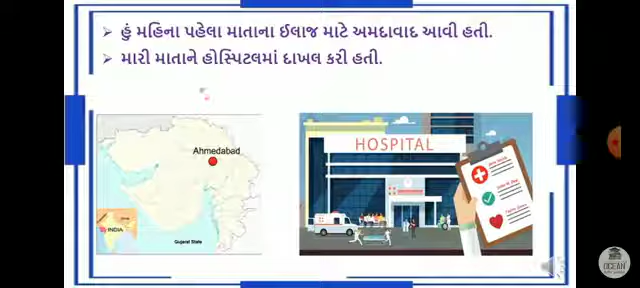 હું મહિના પહેલા માતાના ઈલાજ માટે અમદાવાદ આવી હતી.
મારી માતાને હોસ્પિટલમાં દાખલ કરી હતી.
Ahmedabad
INDIA
Gujarat State
HOSPITAL
OCEAN